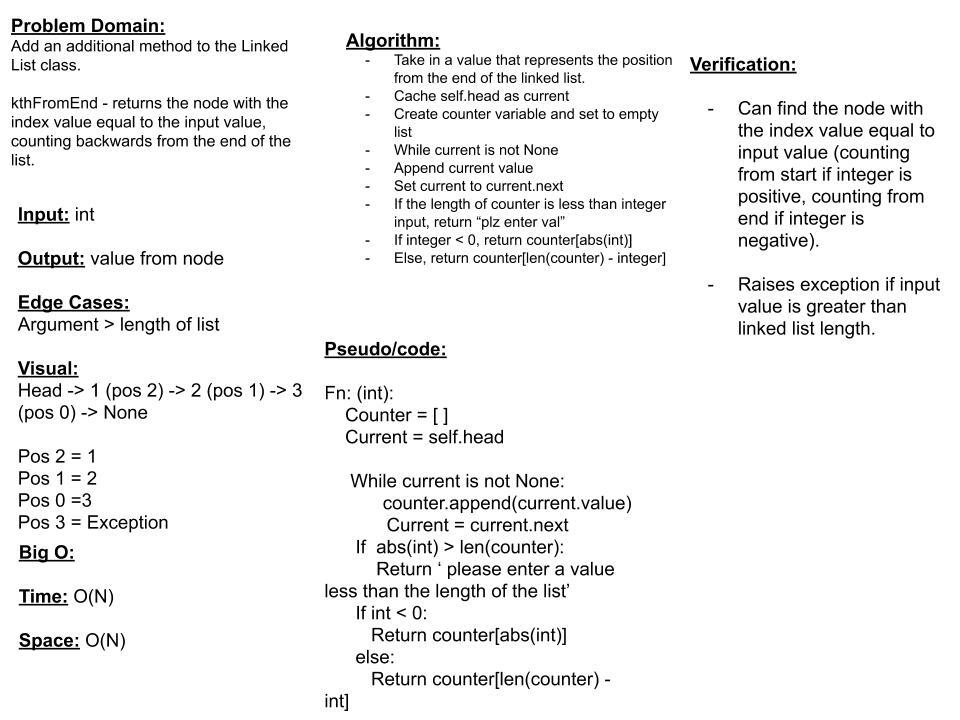 Problem Domain:
Add an additional method to the Linked
List class.
kthFromEnd - returns the node with the
index value equal to the input value,
counting backwards from the end of the
list.
Input: int
Output: value from node
Edge Cases:
Argument > length of list
Visual:
Head -> 1 (pos 2) -> 2 (pos 1) -> 3
(pos 0) -> None
Pos 2 = 1
Pos 1 = 2
Pos 0 =3
Pos 3 = Exception
Big O:
Time: O(N)
Space: O(N)
Algorithm:
- Take in a value that represents the position
from the end of the linked list.
- Cache self.head as current
- Create counter variable and set to empty
list
- While current is not None
- Append current value
- Set current to current.next
- If the length of counter is less than integer
input, return “plz enter val”
- If integer < 0, return counter[abs(int)]
- Else, return counter[len(counter) - integer]
Pseudo/code:
Fn: (int):
Counter = [ ]
Current = self.head
While current is not None:
counter.append(current.value)
Current = current.next
If  abs(int) > len(counter):
Return ‘ please enter a value
less than the length of the list’
If int < 0:
Return counter[abs(int)]
else:
Return counter[len(counter) -
int]
Verification:
- Can find the node with
the index value equal to
input value (counting
from start if integer is
positive, counting from
end if integer is
negative).
- Raises exception if input
value is greater than
linked list length.